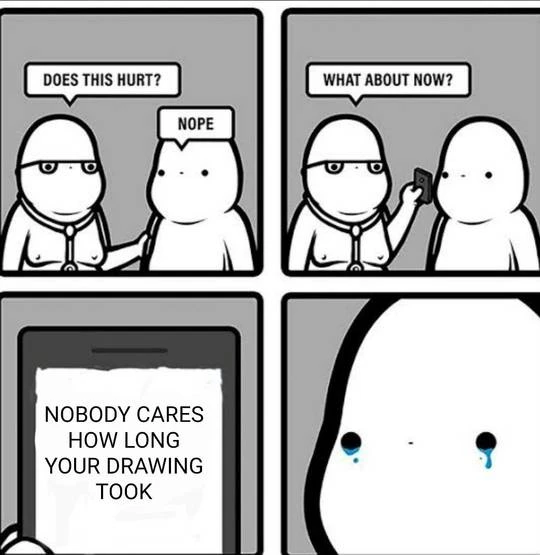 DOES THIS HURT?
NOPE
WHAT ABOUT NOW?
NOBODY CARES
HOW LONG
YOUR DRAWING
TOOK